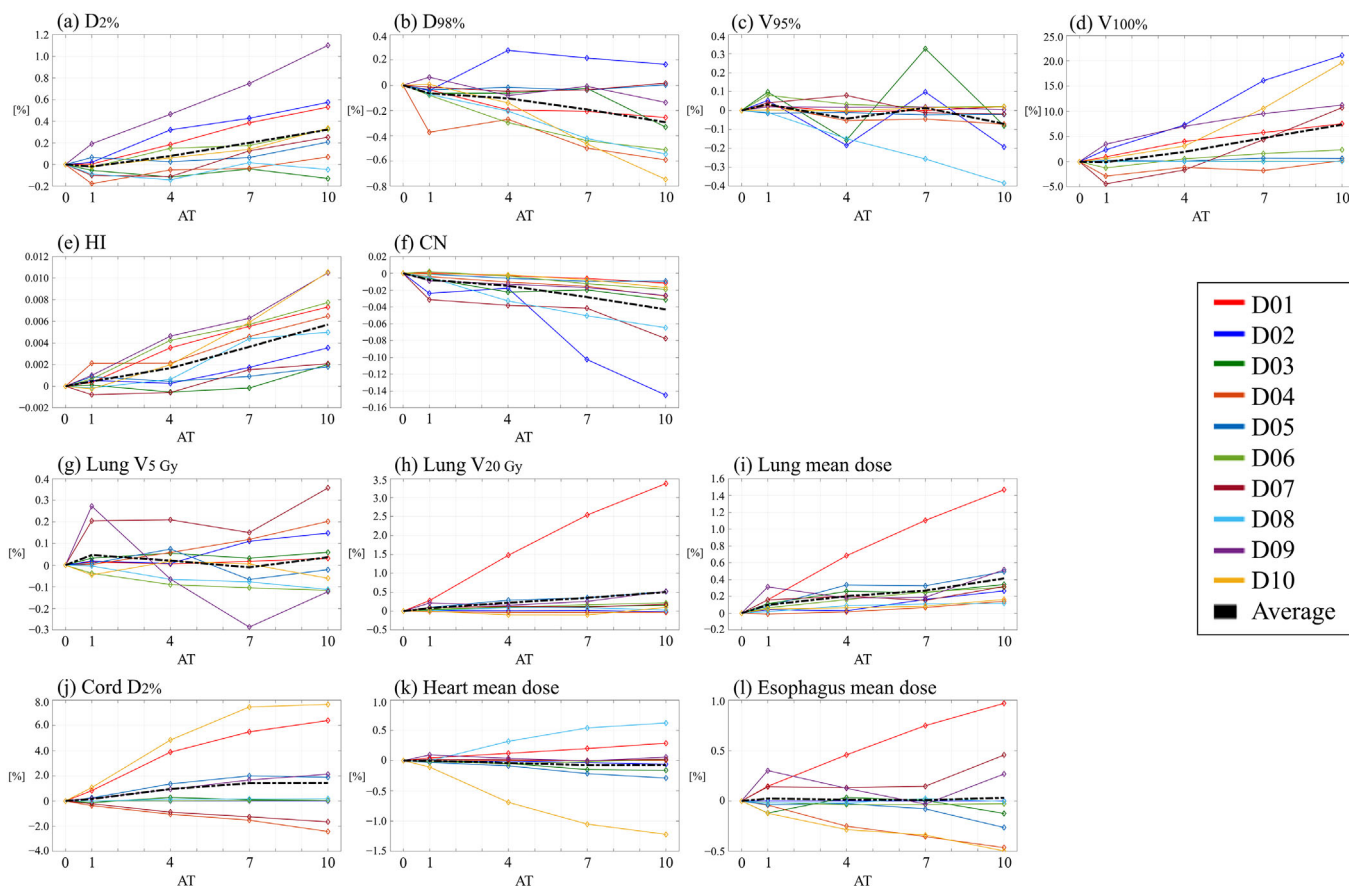 (a) D2%
1.2
1.0
0.8
0.6
0.4
0.2
0
−0.2
[%]
0 1 4 7 10
AT
(b) D98%
0.4
0.2
0
−0.2
−0.4
−0.6
−0.8
[%]
0 1 4 7 10
AT
(c) V95%
0.4
0.3
0.2
0.1
0
−0.1
−0.2
−0.3
−0.4
[%]
0 1 4 7 10
AT
(d) V100%
25.0
20.0
15.0
10.0
5.0
0
−5.0
[%]
0 1 4 7 10
AT
(e) HI
0.012
0.010
0.008
0.006
0.004
0.002
0
−0.002
0 1 4 7 10
AT
(f) CN
0.02
0
−0.02
−0.04
−0.06
−0.08
−0.10
−0.12
−0.14
−0.16
0 1 4 7 10
AT
(g) Lung V5 Gy
0.4
0.3
0.2
0.1
0
−0.1
−0.2
−0.3
[%]
0 1 4 7 10
AT
(h) Lung V20 Gy
3.5
3.0
2.5
2.0
1.5
1.0
0.5
0
−0.5
[%]
0 1 4 7 10
AT
(i) Lung mean dose
1.6
1.4
1.2
1.0
0.8
0.6
0.4
0.2
0
−0.2
[%]
0 1 4 7 10
AT
(j) Cord D2%
8.0
6.0
4.0
2.0
0
−2.0
−4.0
[%]
0 1 4 7 10
AT
(k) Heart mean dose
1.0
0.5
0
−0.5
−1.0
−1.5
[%]
0 1 4 7 10
AT
(l) Esophagus mean dose
1.0
0.5
0
−0.5
[%]
0 1 4 7 10
AT
D01
D02
D03
D04
D05
D06
D07
D08
D09
D10
Average